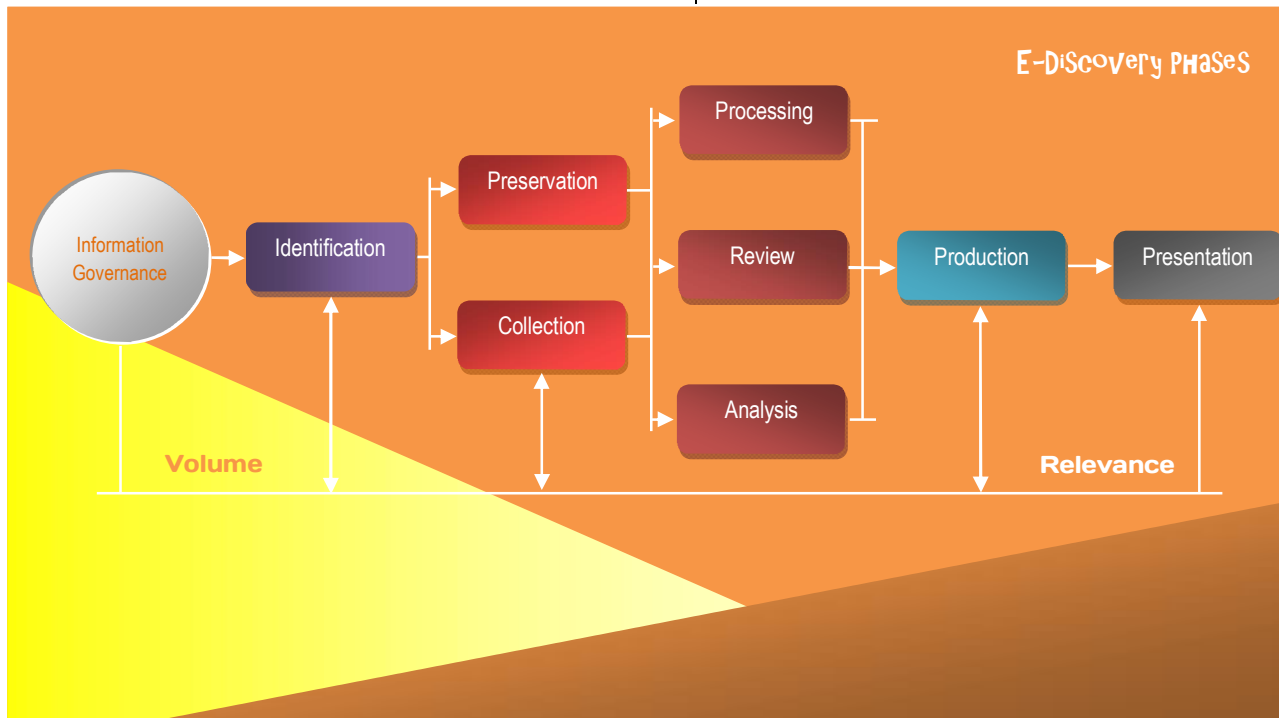 E-DiScoVery PHaSeS
Processing
Preservation
Information
Governance
Identification
Review
Production
Presentation
Collection
Analysis
Volume
Relevance